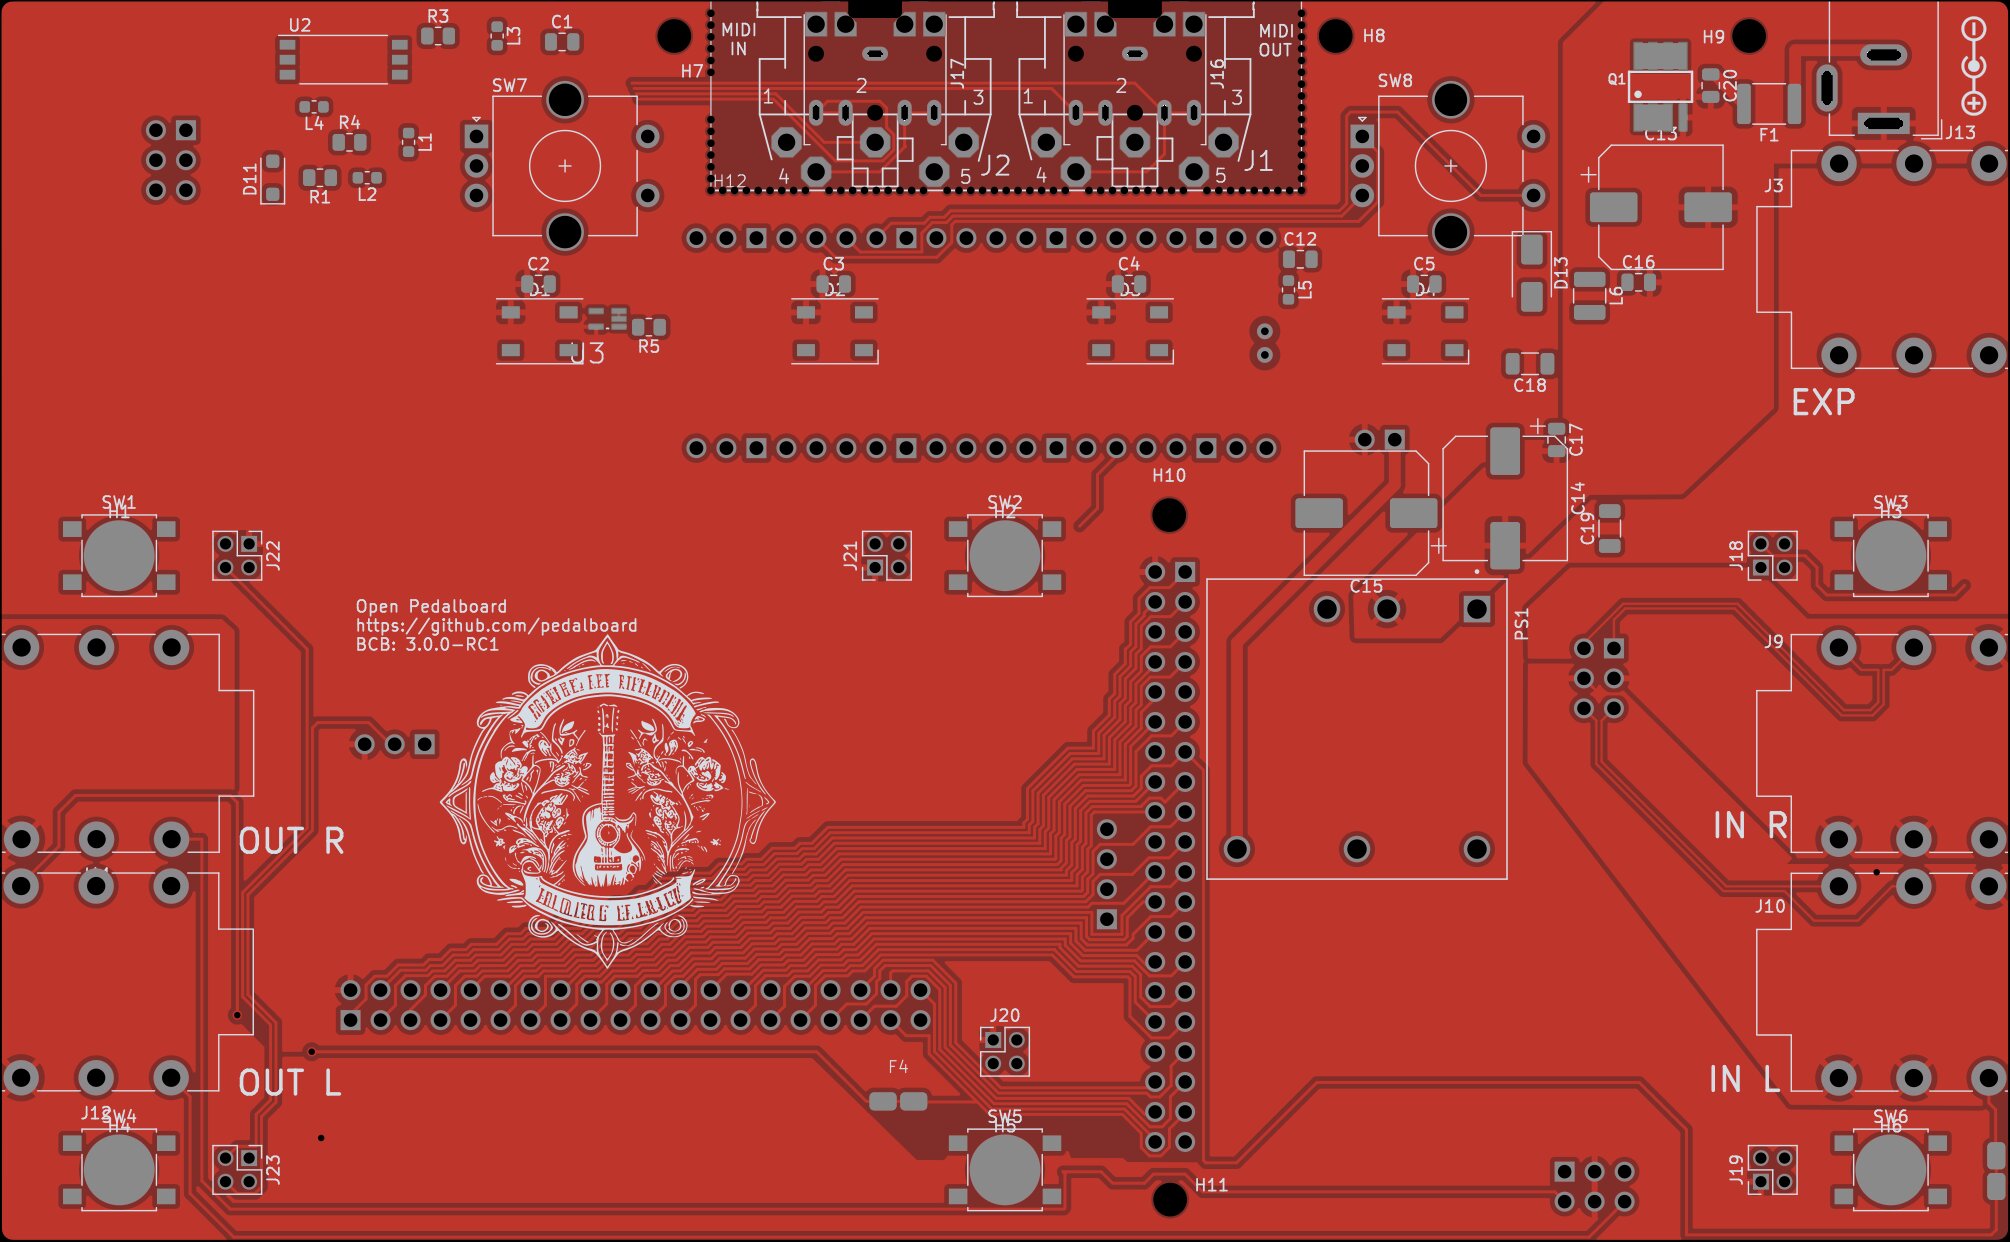 U2
R3
L3
C1
MIDI
IN
MIDI
OUT
H8
H9
H7
SW7
J17
J16
SW8
Q1
C20
1
2
3
1
2
3
L4
R4
L1
F1
C13
J13
D11
R1
L2
H12
4
5
J2
4
5
J1
J3
C2
C3
C4
C12
C5
D13
C16
L6
L5
D1
D2
D3
D4
R5
C18
EXP
C17
H10
C14
C19
SW1
H1
SW2
H2
SW3
H3
J22
J21
J18
C15
PS1
Open Pedalboard
https://github.com/pedalboard
BCB: 3.0.0-RC1
J9
OUT R
IN R
J10
J20
F4
OUT L
IN L
J12
SW4
H4
SW5
H5
SW6
H6
J23
J19
H11